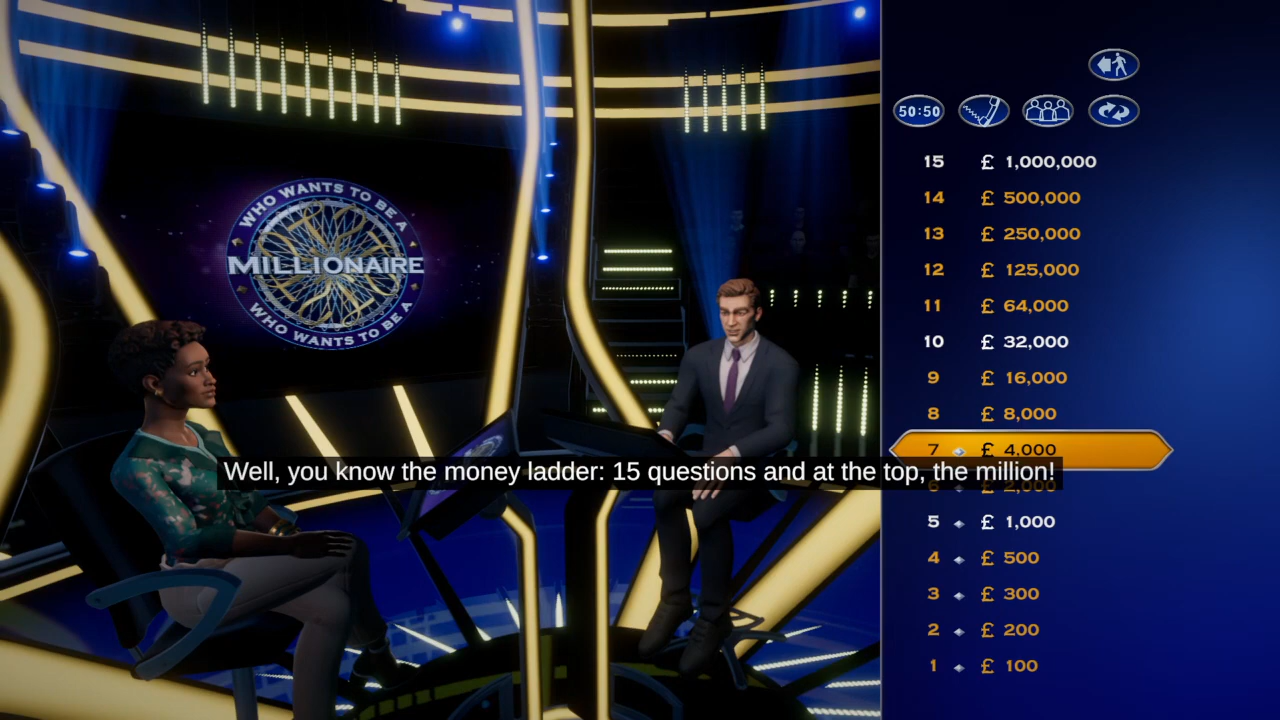 WHO WANTS TO BE A
MILLIONAIRE
WHO WANTS TO BE A
50:50
15 £ 1,000,000
14 £ 500,000
13 £ 250,000
12 £ 125,000
11 £ 64,000
10 £ 32,000
9 £ 16,000
8 £ 8,000
7 £ 4,000
Well, you know the money ladder: 15 questions and at the top, the million!
6 £ 2,000
5 £ 1,000
4 £ 500
3 £ 300
2 £ 200
1 £ 100